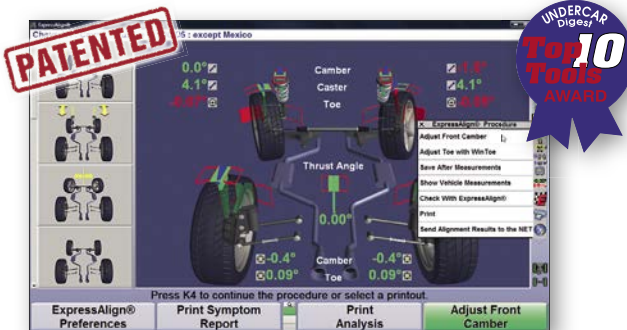 PATENTED
UNDERCAR
Digest
Top 10
Tools
AWARD
ExpressAlign®
: except Mexico
0.0°
Camber
4.1°
Caster
4.1°
Toe
ExpressAlign® Procedure
Adjust Front Camber
Adjust Toe with WinToe
Save After Measurements
Show Vehicle Measurements
Check With ExpressAlign®
Print
Send Alignment Results to the NET
Thrust Angle
0.00°
-0.4°
Camber
-0.4°
0.09°
Toe
0.09°
Press K4 to continue the procedure or select a printout.
ExpressAlign®
Preferences
Print Symptom
Report
Print
Analysis
Adjust Front
Camber